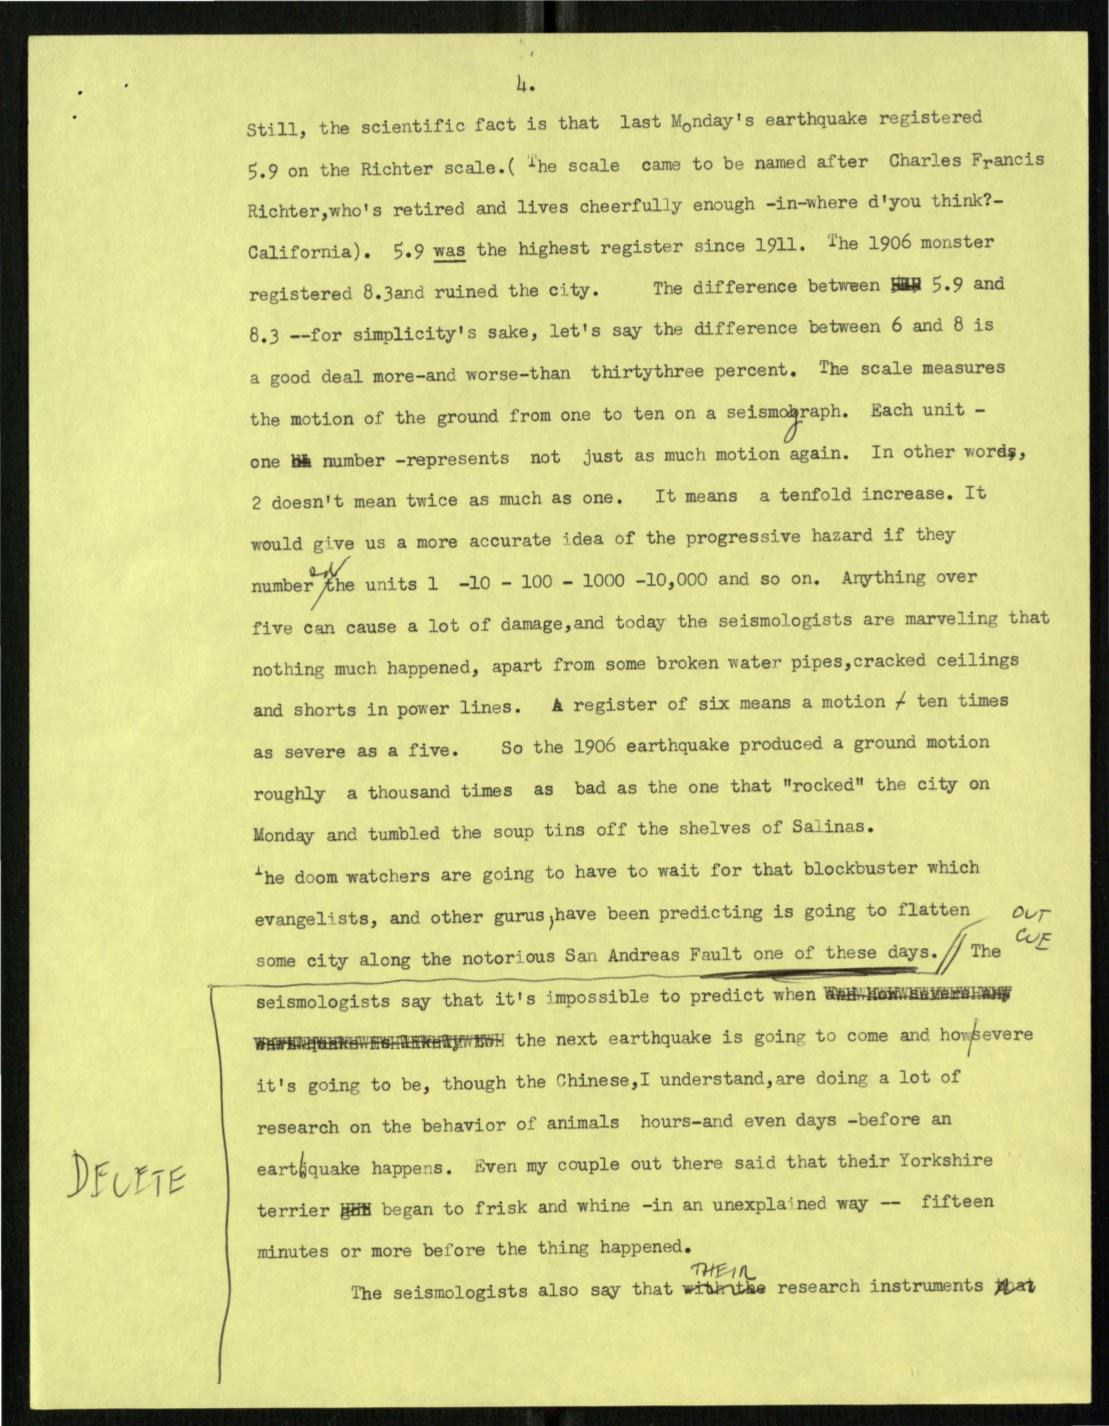 4.
Still, the scientific fact is that last Monday's earthquake registered
5.9 on the Richter scale.( The scale came to be named after Charles Francis
Richter,who's retired and lives cheerfully enough -in-where d'you think?-
California). 5.9 was the highest register since 1911. The 1906 monster
registered 8.3and ruined the city. The difference between 5.9 and
8.3 --for simplicity's sake, let's say the difference between 6 and 8 is
a good deal more-and worse-than thirtythree percent. The scale measures
the motion of the ground from one to ten on a seismograph. Each unit -
one number -represents not just as much motion again. In other words,
2 doesn't mean twice as much as one. It means a tenfold increase. It
would give us a more accurate idea of the progressive hazard if they
numbered the units 1 -10 - 100 - 1000 -10,000 and so on. Anything over
five can cause a lot of damage,and today the seismologists are marveling that
nothing much happened, apart from some broken water pipes,cracked ceilings
and shorts in power lines. A register of six means a motion ten times
as severe as a five. So the 1906 earthquake produced a ground motion
roughly a thousand times as bad as the one that "rocked" the city on
Monday and tumbled the soup tins off the shelves of Salinas.
The doom watchers are going to have to wait for that blockbuster which
evangelists, and other gurus,have been predicting is going to flatten
OUT CUE
some city along the notorious San Andreas Fault one of these days.// The
seismologists say that it's impossible to predict when
the next earthquake is going to come and how/severe
it's going to be, though the Chinese,I understand,are doing a lot of
research on the behavior of animals hours-and even days -before an
earthquake happens. Even my couple out there said that their Yorkshire
DELETE
terrier began to frisk and whine -in an unexplained way -- fifteen
minutes or more before the thing happened.
The seismologists also say that with the THEIR research instruments that